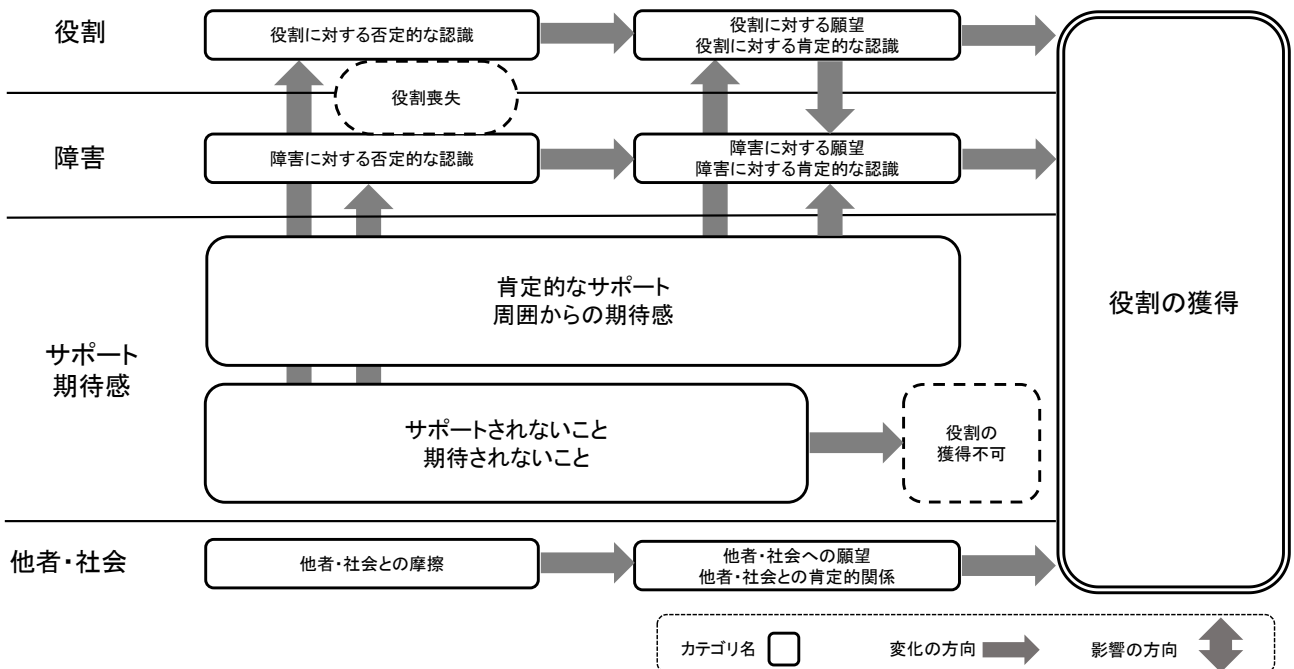 役割
役割に対する否定的な認識
役割に対する願望
役割に対する肯定的な認識
役割喪失
障害
障害に対する否定的な認識
障害に対する願望
障害に対する肯定的な認識
サポート
期待感
肯定的なサポート
周囲からの期待感
サポートされないこと
期待されないこと
役割の
獲得不可
役割の獲得
他者・社会
他者・社会との摩擦
他者・社会への願望
他者・社会との肯定的関係
カテゴリ名
変化の方向
影響の方向